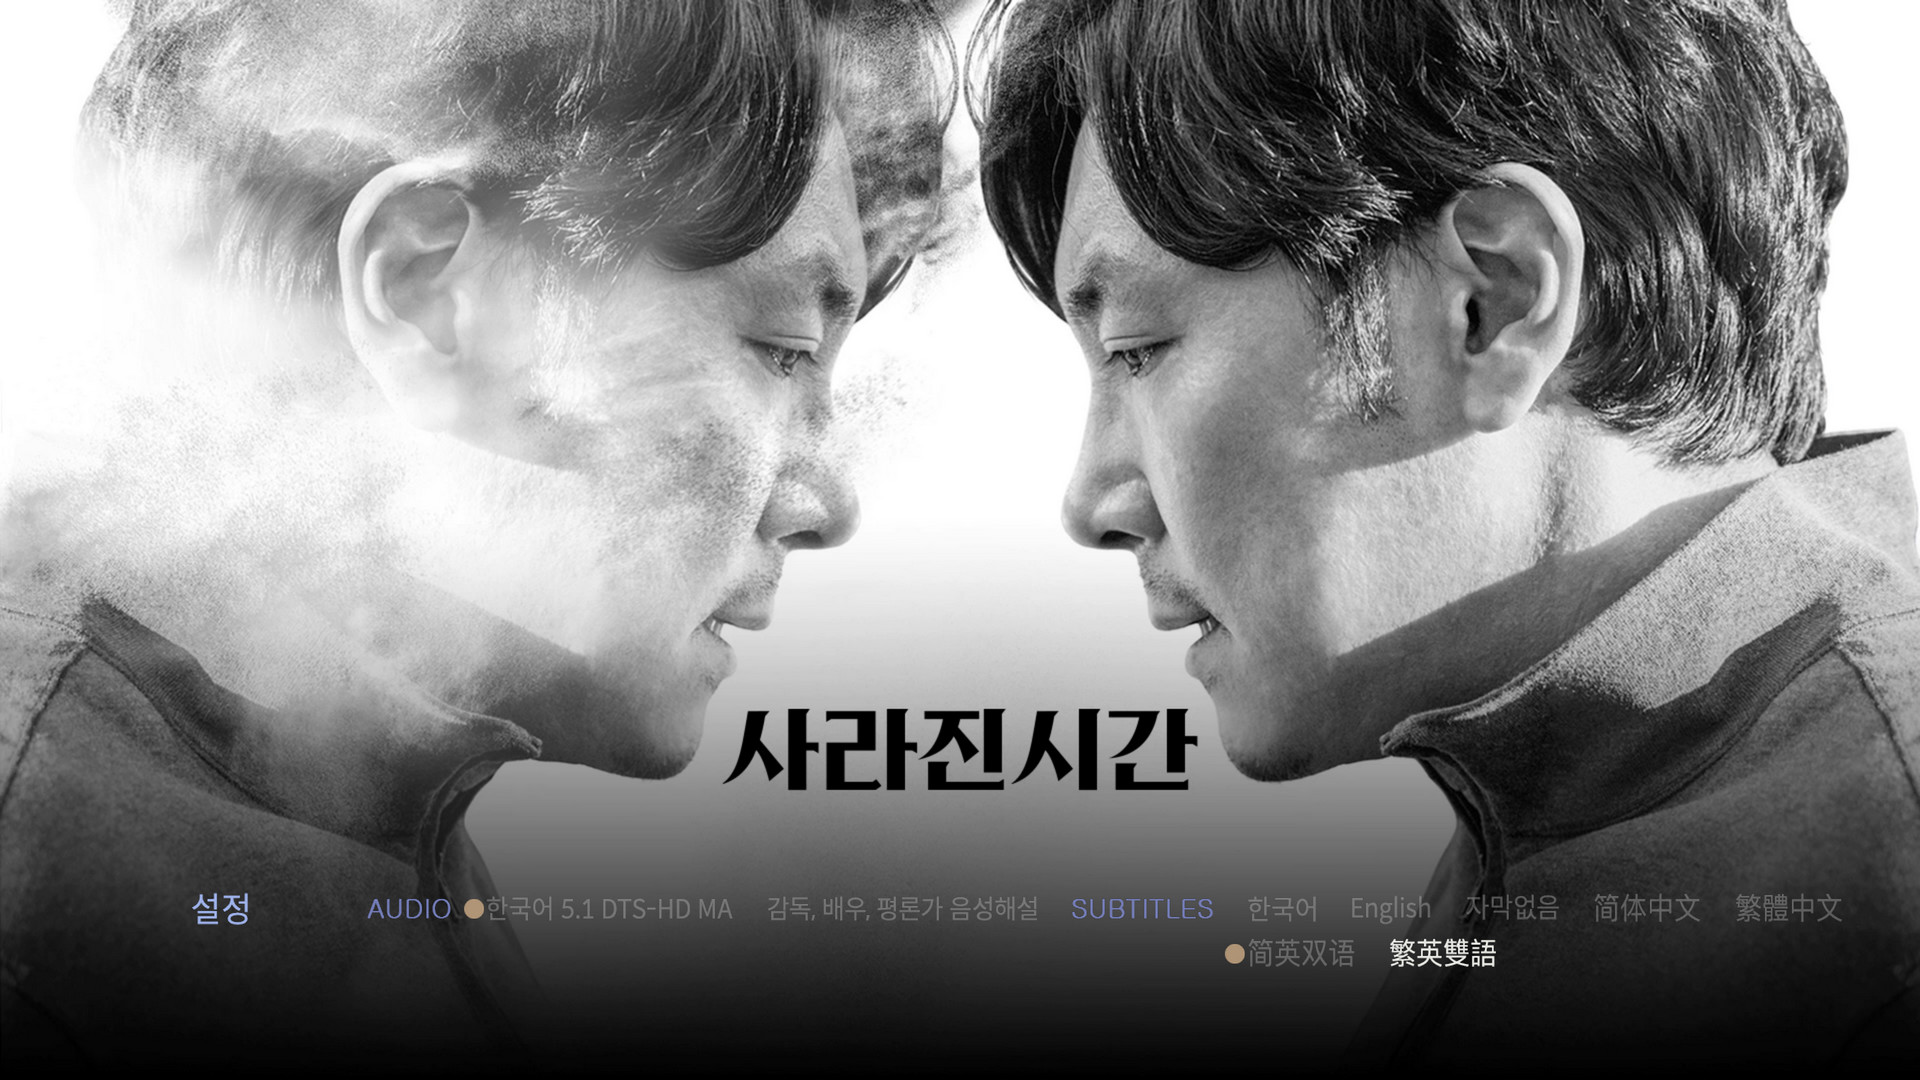 사라진시간
설정 AUDIO 한국어 5.1 DTS-HD MA 감독, 배우, 평론가 음성해설 SUBTITLES 한국어 English 자막없음 简体中文 繁體中文
简英双语 繁英雙語